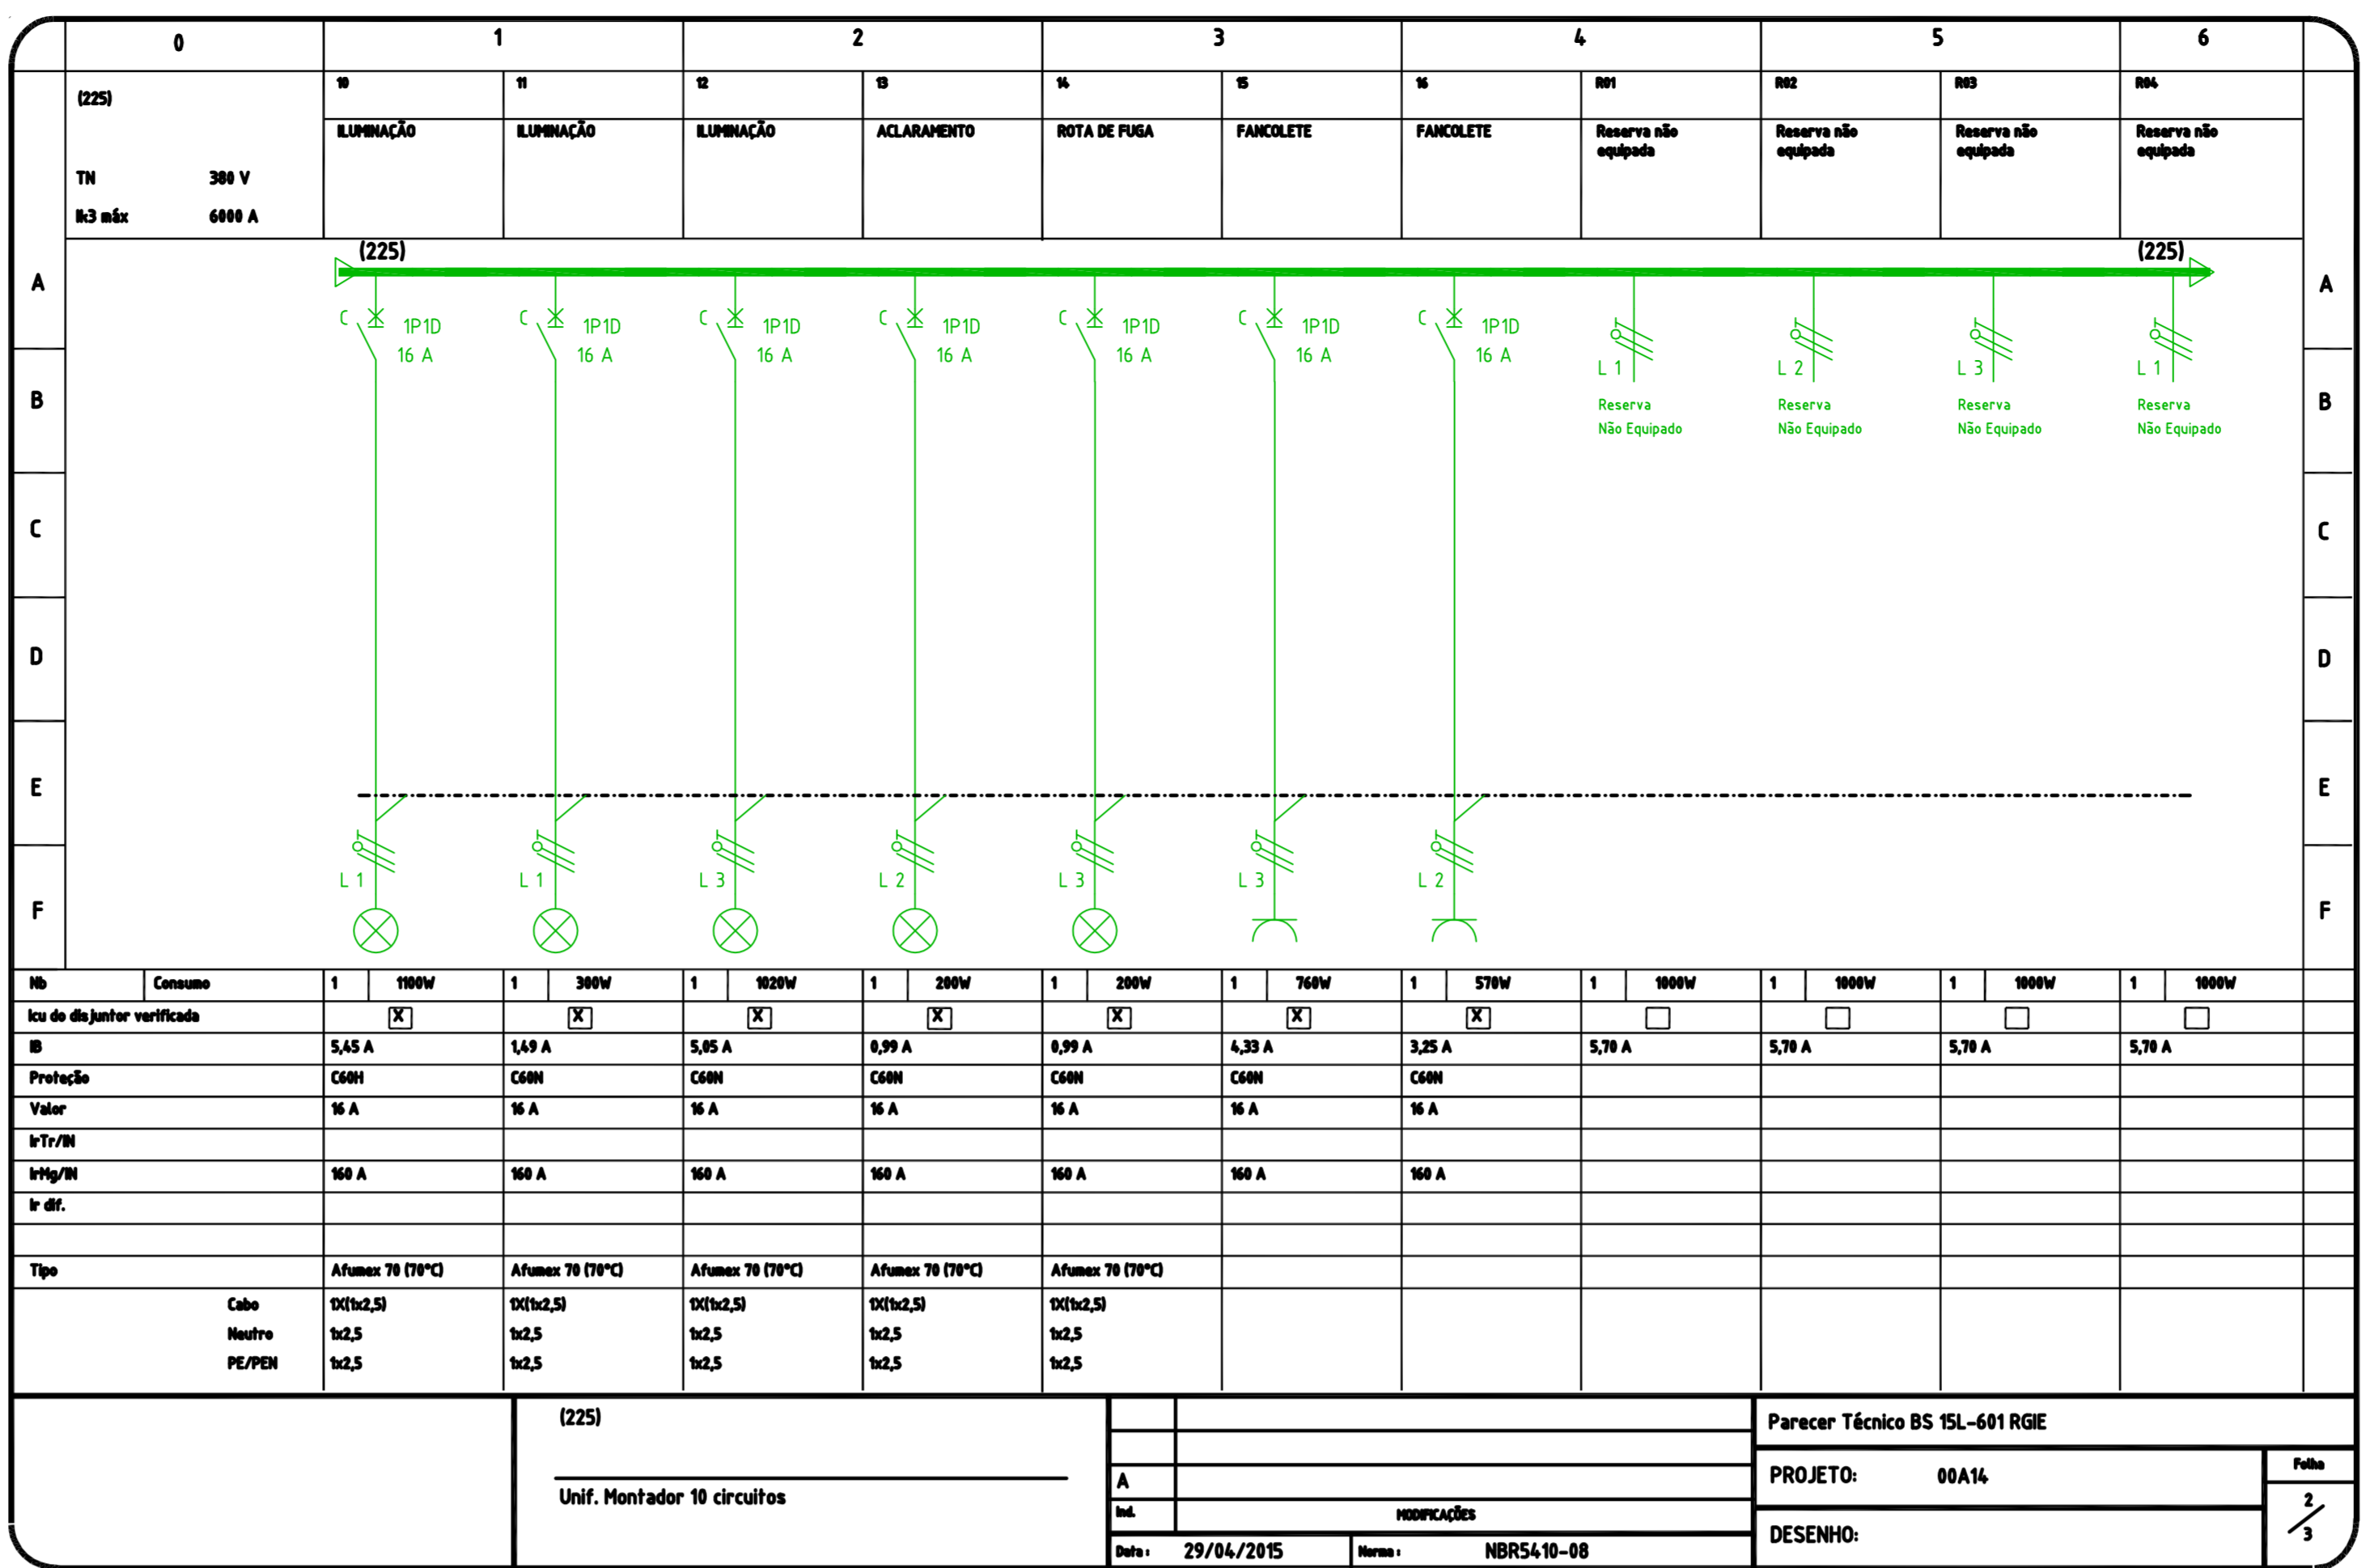 0 1 2 3 4 5 6
(225) 10 11 12 13 14 15 16 R01 R02 R03 R04
ILUMINAÇÃO ILUMINAÇÃO ILUMINAÇÃO ACLARAMENTO ROTA DE FUGA FANCOLETE FANCOLETE Reserva não Reserva não Reserva não Reserva não
equipada equipada equipada equipada
TN 380 V
Ik3 máx 6000 A
(225) (225)
A A
C 1P1D C 1P1D C 1P1D C 1P1D C 1P1D C 1P1D C 1P1D
16 A 16 A 16 A 16 A 16 A 16 A 16 A
L 1 L 2 L 3 L 1
B Reserva Reserva Reserva Reserva B
Não Equipado Não Equipado Não Equipado Não Equipado
C C
D D
E E
L 1 L 1 L 3 L 2 L 3 L 3 L 2
F F
Nb Consumo 1 1100W 1 300W 1 1020W 1 200W 1 200W 1 760W 1 570W 1 1000W 1 1000W 1 1000W 1 1000W
Icu do disjuntor verificada X X X X X X X
IB 5,45 A 1,49 A 5,05 A 0,99 A 0,99 A 4,33 A 3,25 A 5,70 A 5,70 A 5,70 A 5,70 A
Proteção C60H C60N C60N C60N C60N C60N C60N
Valor 16 A 16 A 16 A 16 A 16 A 16 A 16 A
IrTr/IN
IrMg/IN 160 A 160 A 160 A 160 A 160 A 160 A 160 A
Ir dif.
Tipo Afumex 70 (70°C) Afumex 70 (70°C) Afumex 70 (70°C) Afumex 70 (70°C) Afumex 70 (70°C)
Cabo 1X(1x2,5) 1X(1x2,5) 1X(1x2,5) 1X(1x2,5) 1X(1x2,5)
Neutro 1x2,5 1x2,5 1x2,5 1x2,5 1x2,5
PE/PEN 1x2,5 1x2,5 1x2,5 1x2,5 1x2,5
(225)
Unif. Montador 10 circuitos
A
Ind. MODIFICAÇÕES
Data : 29/04/2015 Norma : NBR5410-08
Parecer Técnico BS 15L-601 RGIE
PROJETO: 00A14
DESENHO:
Folha
2/3